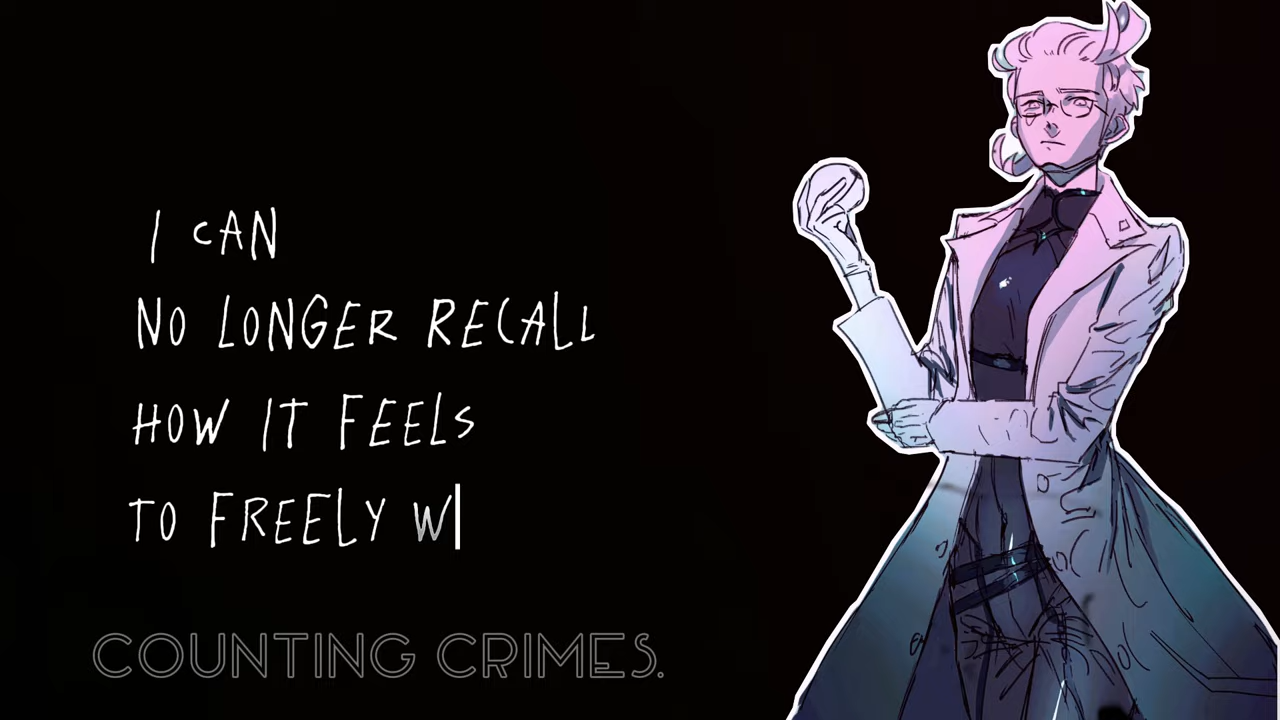 I CAN
NO LONGER RECALL
HOW IT FEELS
TO FREELY W
COUNTING CRIMES.